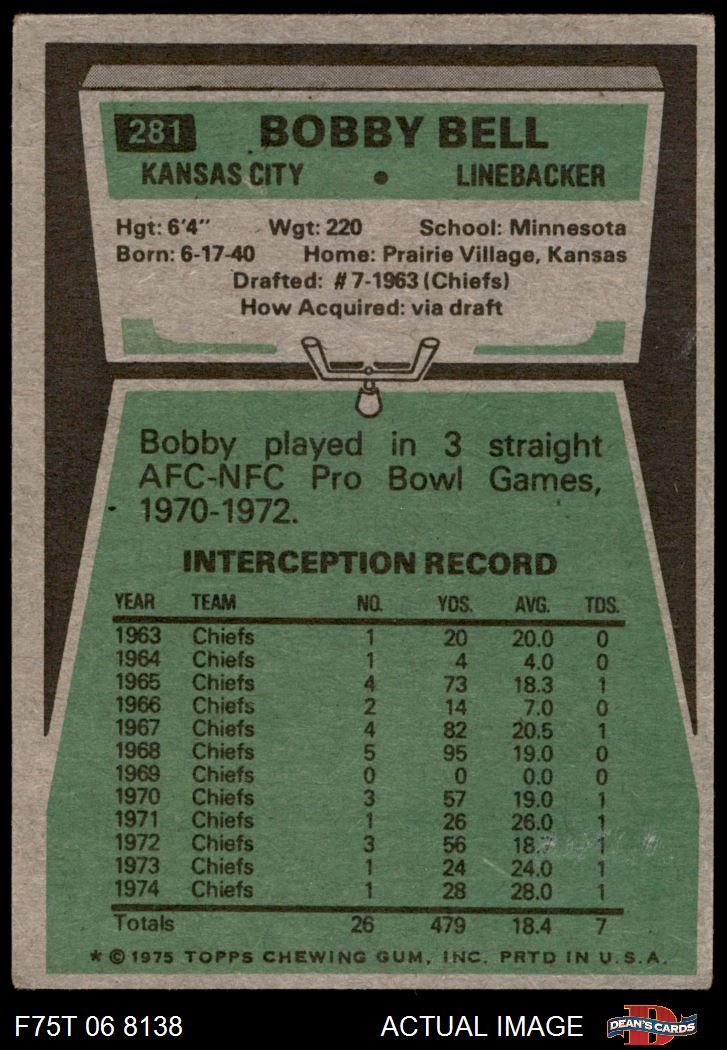 281 BOBBY BELL
KANSAS CITY • LINEBACKER
Hgt: 6'4" Wgt: 220 School: Minnesota
Born: 6-17-40 Home: Prairie Village, Kansas
Drafted: #7-1963 (Chiefs)
How Acquired: via draft
Bobby played in 3 straight
AFC-NFC Pro Bowl Games,
1970-1972.
INTERCEPTION RECORD
YEAR TEAM NO. YDS. AVG. TDS.
1963 Chiefs 1 20 20.0 0
1964 Chiefs 1 4 4.0 0
1965 Chiefs 4 73 18.3 1
1966 Chiefs 2 14 7.0 0
1967 Chiefs 4 82 20.5 1
1968 Chiefs 5 95 19.0 0
1969 Chiefs 0 0 0.0 0
1970 Chiefs 3 57 19.0 1
1971 Chiefs 1 26 26.0 1
1972 Chiefs 3 56 18.7 1
1973 Chiefs 1 24 24.0 1
1974 Chiefs 1 28 28.0 1
Totals 26 479 18.4 7
* © 1975 TOPPS CHEWING GUM, INC. PRTD IN U.S.A.
F75T 06 8138 ACTUAL IMAGE D DEAN'S CARDS